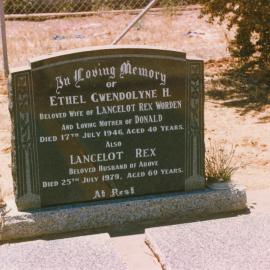 In Loving Memory
of
ETHEL GWENDOLYNE H.
BELOVED WIFE OF LANCELOT REX WORDEN
AND LOVING MOTHER OF DONALD
DIED 17TH JULY 1946, AGED 40 YEARS.
ALSO
LANCELOT REX
BELOVED HUSBAND OF ABOVE
DIED 25TH JULY 1979, AGED 69 YEARS.
At Rest